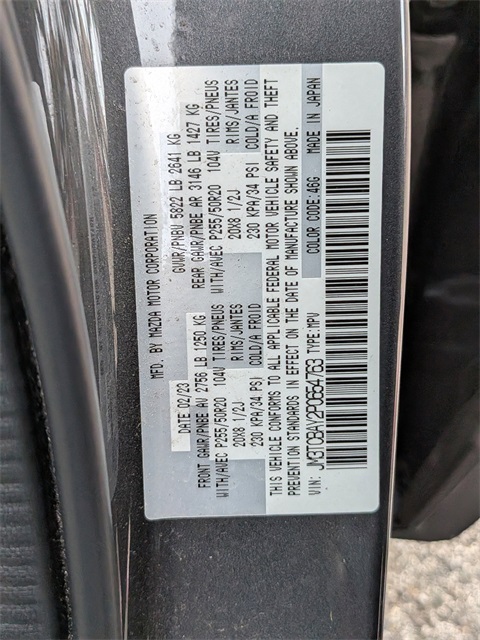 MFD. BY MAZDA MOTOR CORPORATION
DATE 02/23 GVWR/PNBV 5822 LB 2641 KG
FRONT GAWR/PNBE AV 2756 LB 1250 KG REAR GAWR/PNBE AR 3146 LB 1427 KG
WITH/AVEC P255/50R20 104V TIRES/PNEUS WITH/AVEC P255/50R20 104V TIRES/PNEUS
20X8 1/2J RIMS/JANTES 20X8 1/2J RIMS/JANTES
230 KPA/34 PSI COLD/A FROID 230 KPA/34 PSI COLD/A FROID
THIS VEHICLE CONFORMS TO ALL APPLICABLE FEDERAL MOTOR VEHICLE SAFETY AND THEFT
PREVENTION STANDARDS IN EFFECT ON THE DATE OF MANUFACTURE SHOWN ABOVE.
COLOR CODE: 46G MADE IN JAPAN
VIN: JM3TCBAY2P0654763 TYPE: MPV